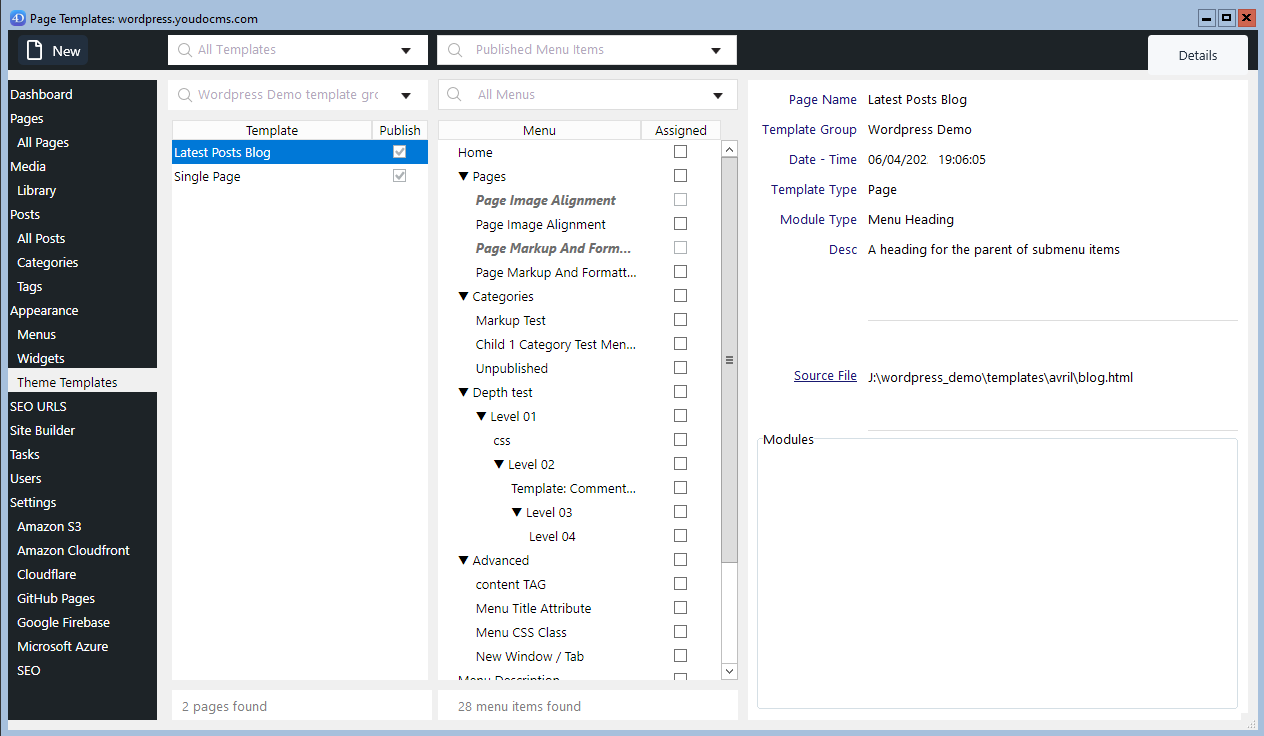 Page Templates: wordpress.youdocms.com
New
All Templates
Published Menu Items
Details
Dashboard
Pages
All Pages
Media
Library
Posts
All Posts
Categories
Tags
Appearance
Menus
Widgets
Theme Templates
SEO URLS
Site Builder
Tasks
Users
Settings
Amazon S3
Amazon Cloudfront
Cloudflare
GitHub Pages
Google Firebase
Microsoft Azure
SEO
Wordpress Demo template grc
Template Publish
Latest Posts Blog
Single Page
2 pages found
All Menus
Menu Assigned
Home
Pages
Page Image Alignment
Page Image Alignment
Page Markup And Form...
Page Markup And Formatt...
Categories
Markup Test
Child 1 Category Test Men...
Unpublished
Depth test
Level 01
css
Level 02
Template: Comment...
Level 03
Level 04
Advanced
content TAG
Menu Title Attribute
Menu CSS Class
New Window / Tab
Menu Description
28 menu items found
Page Name Latest Posts Blog
Template Group Wordpress Demo
Date - Time 06/04/202 19:06:05
Template Type Page
Module Type Menu Heading
Desc A heading for the parent of submenu items
Source File J:\wordpress_demo\templates\avril\blog.html
Modules